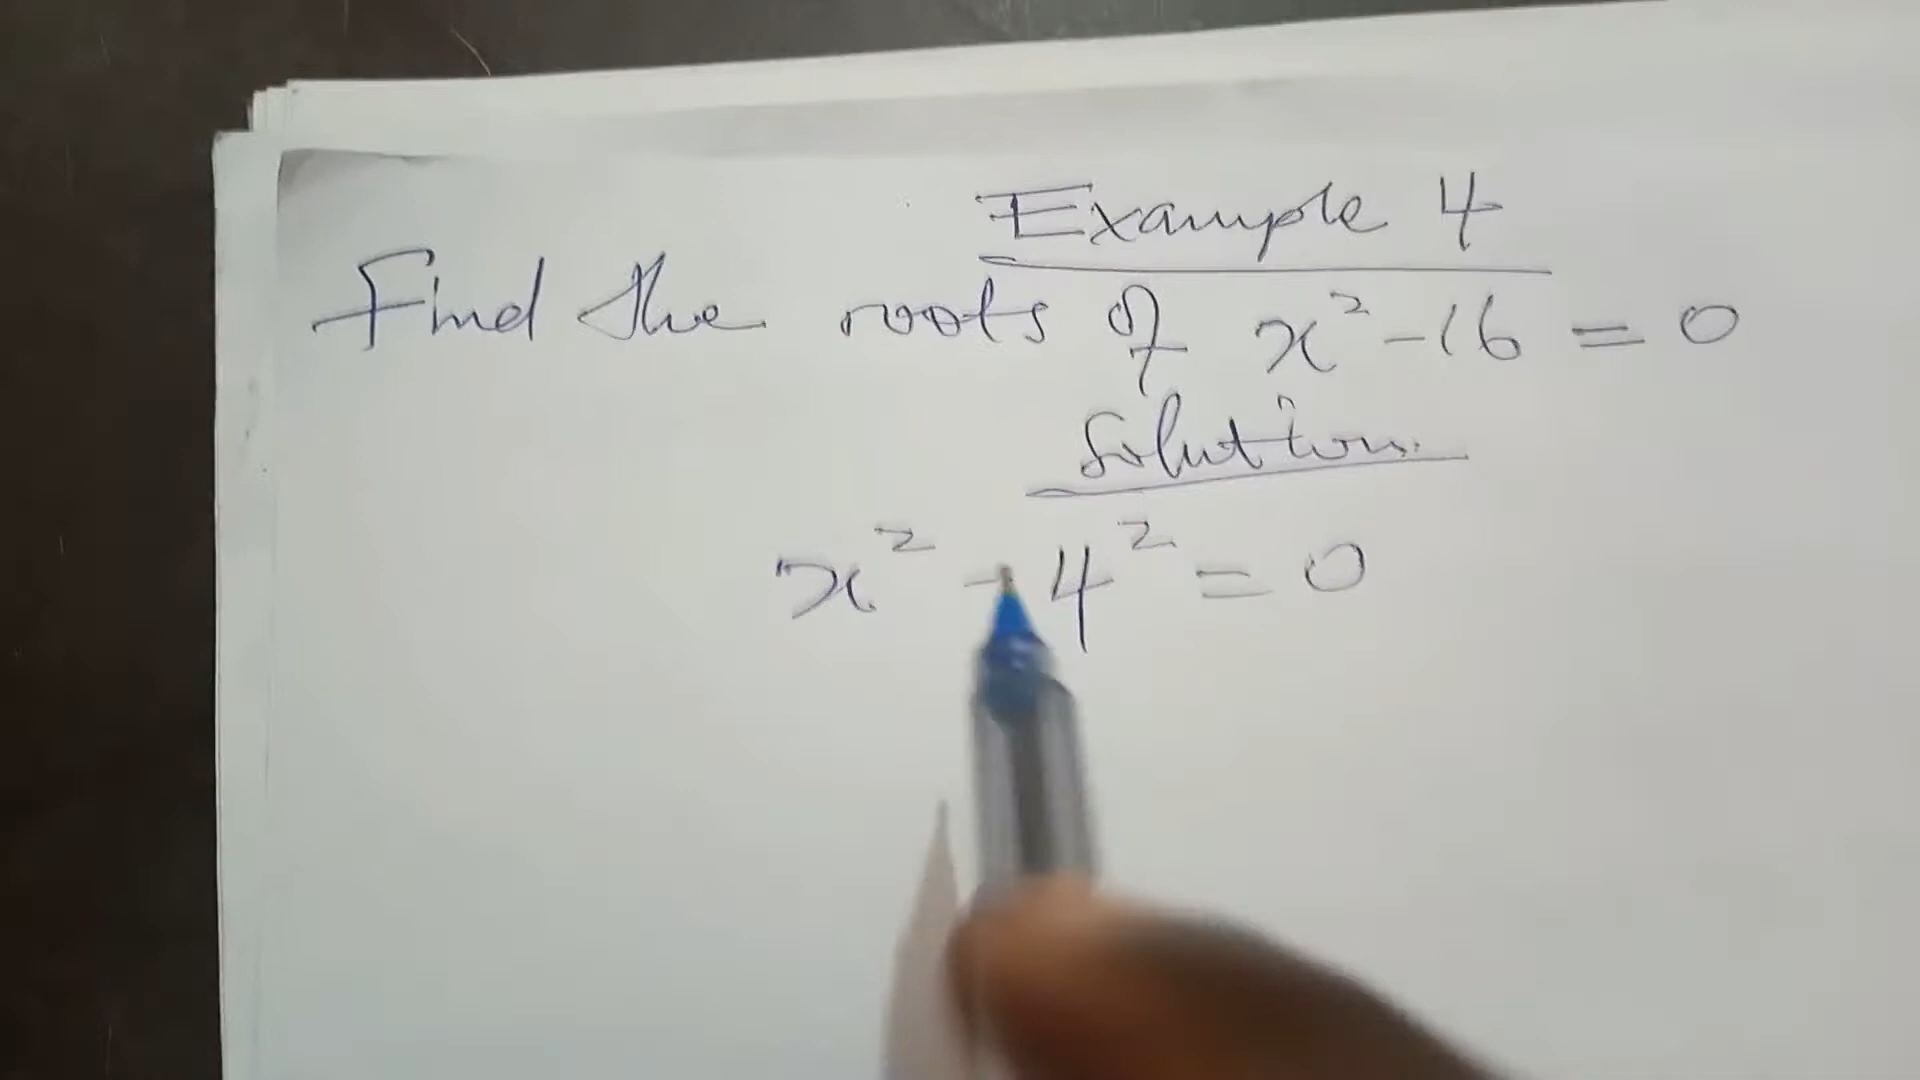 Example 4
Find the roots of x² - 16 = 0
Solution
x² - 4² = 0